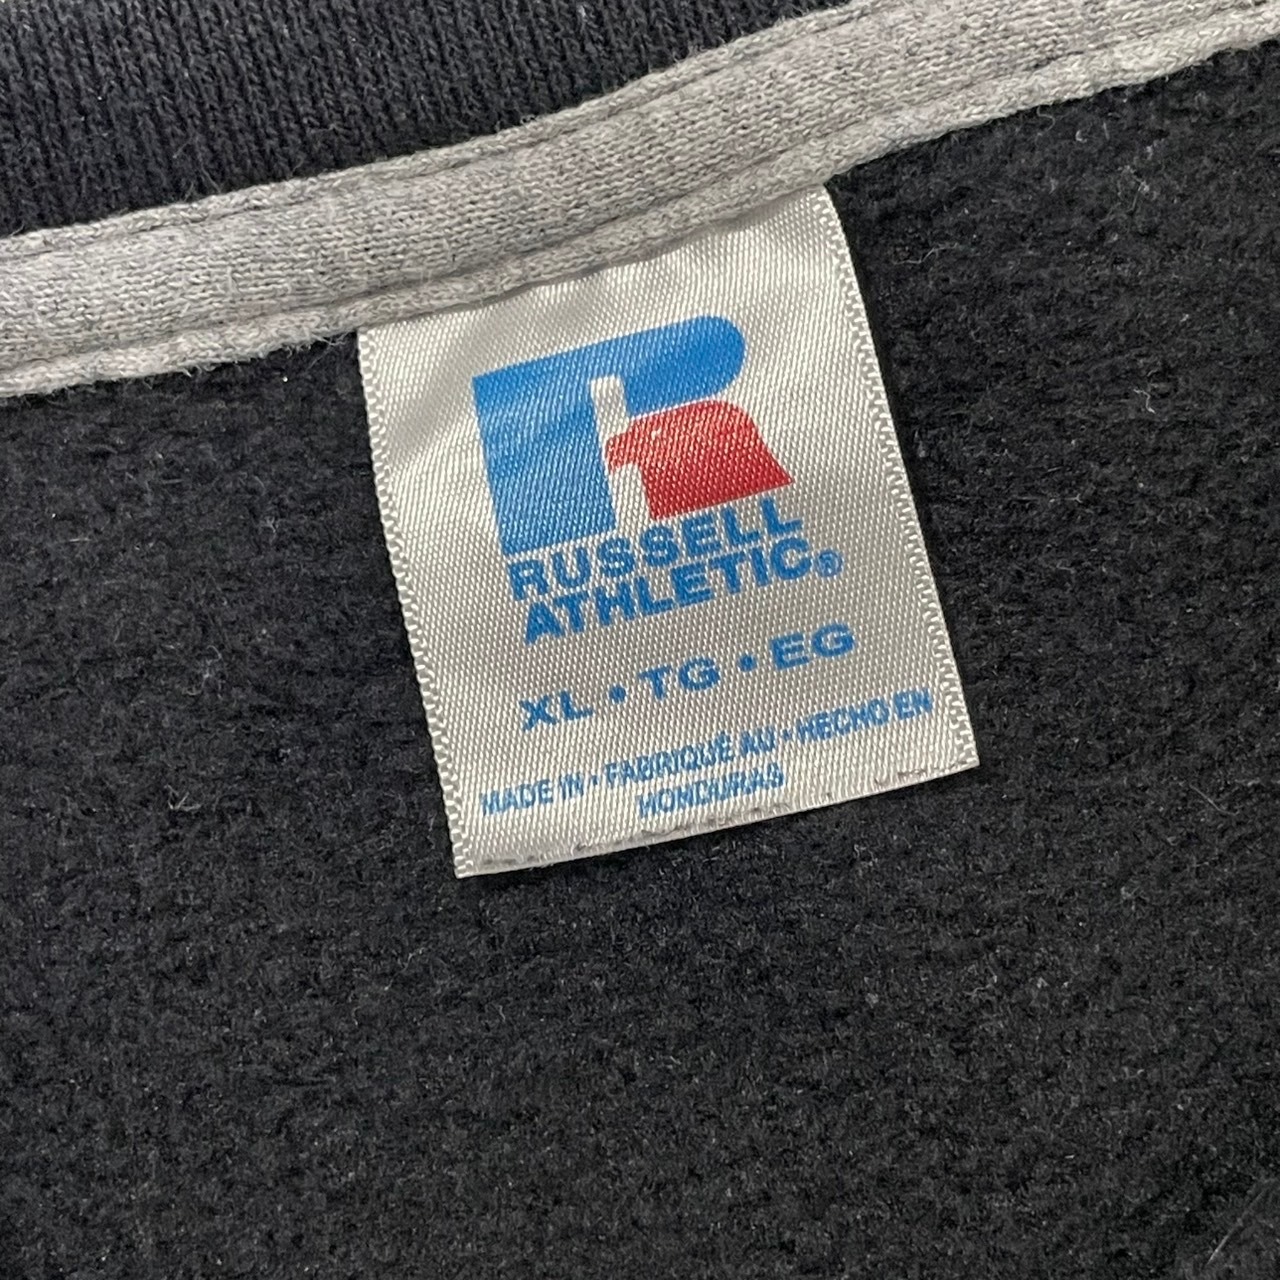 RUSSELL
ATHLETIC®
XL • TG • EG
MADE IN • FABRIQUÉ AU • HECHO EN
HONDURAS